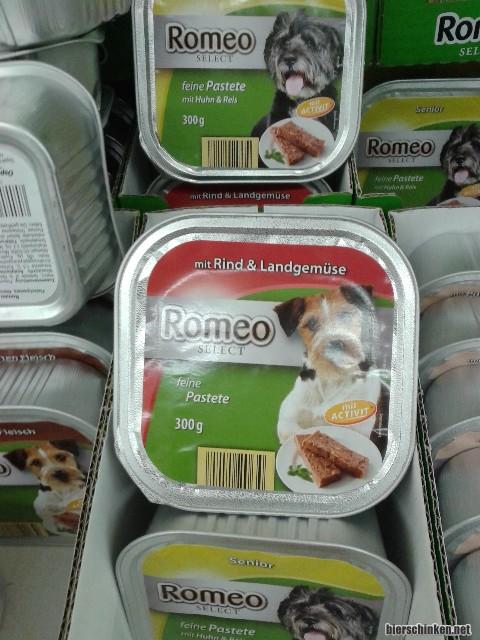 Romeo
SELECT
feine Pastete
mit Huhn & Reis
300g
mit
ACTIVIT
Rom
SELECT
Senior
Romeo
SELECT
feine Pastete
mit Huhn & Reis
mit Rind & Landgemüse
mit Rind & Landgemüse
Romeo
SELECT
feine
Pastete
300g
mit
ACTIVIT
Senior
Romeo
SELECT
feine Pastete
mit Huhn & Reis
bierschinken.net